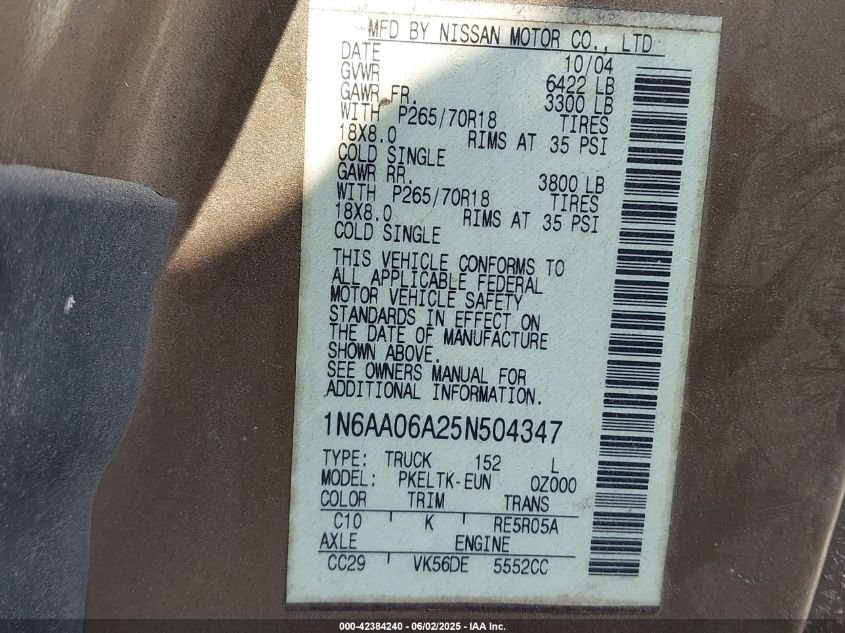 MFD BY NISSAN MOTOR CO., LTD
DATE 10/04
GVWR 6422 LB
GAWR FR. 3300 LB
WITH P265/70R18 TIRES
18X8.0 RIMS AT 35 PSI
COLD SINGLE
GAWR RR. 3800 LB
WITH P265/70R18 TIRES
18X8.0 RIMS AT 35 PSI
COLD SINGLE
THIS VEHICLE CONFORMS TO
ALL APPLICABLE FEDERAL
MOTOR VEHICLE SAFETY
STANDARDS IN EFFECT ON
THE DATE OF MANUFACTURE
SHOWN ABOVE.
SEE OWNERS MANUAL FOR
ADDITIONAL INFORMATION.
1N6AA06A25N504347
TYPE: TRUCK 152 L
MODEL: PKELTK-EUN 0Z000
COLOR TRIM TRANS
C10 K RE5R05A
AXLE ENGINE
CC29 VK56DE 5552CC
000-42384240 - 06/02/2025 - IAA Inc.